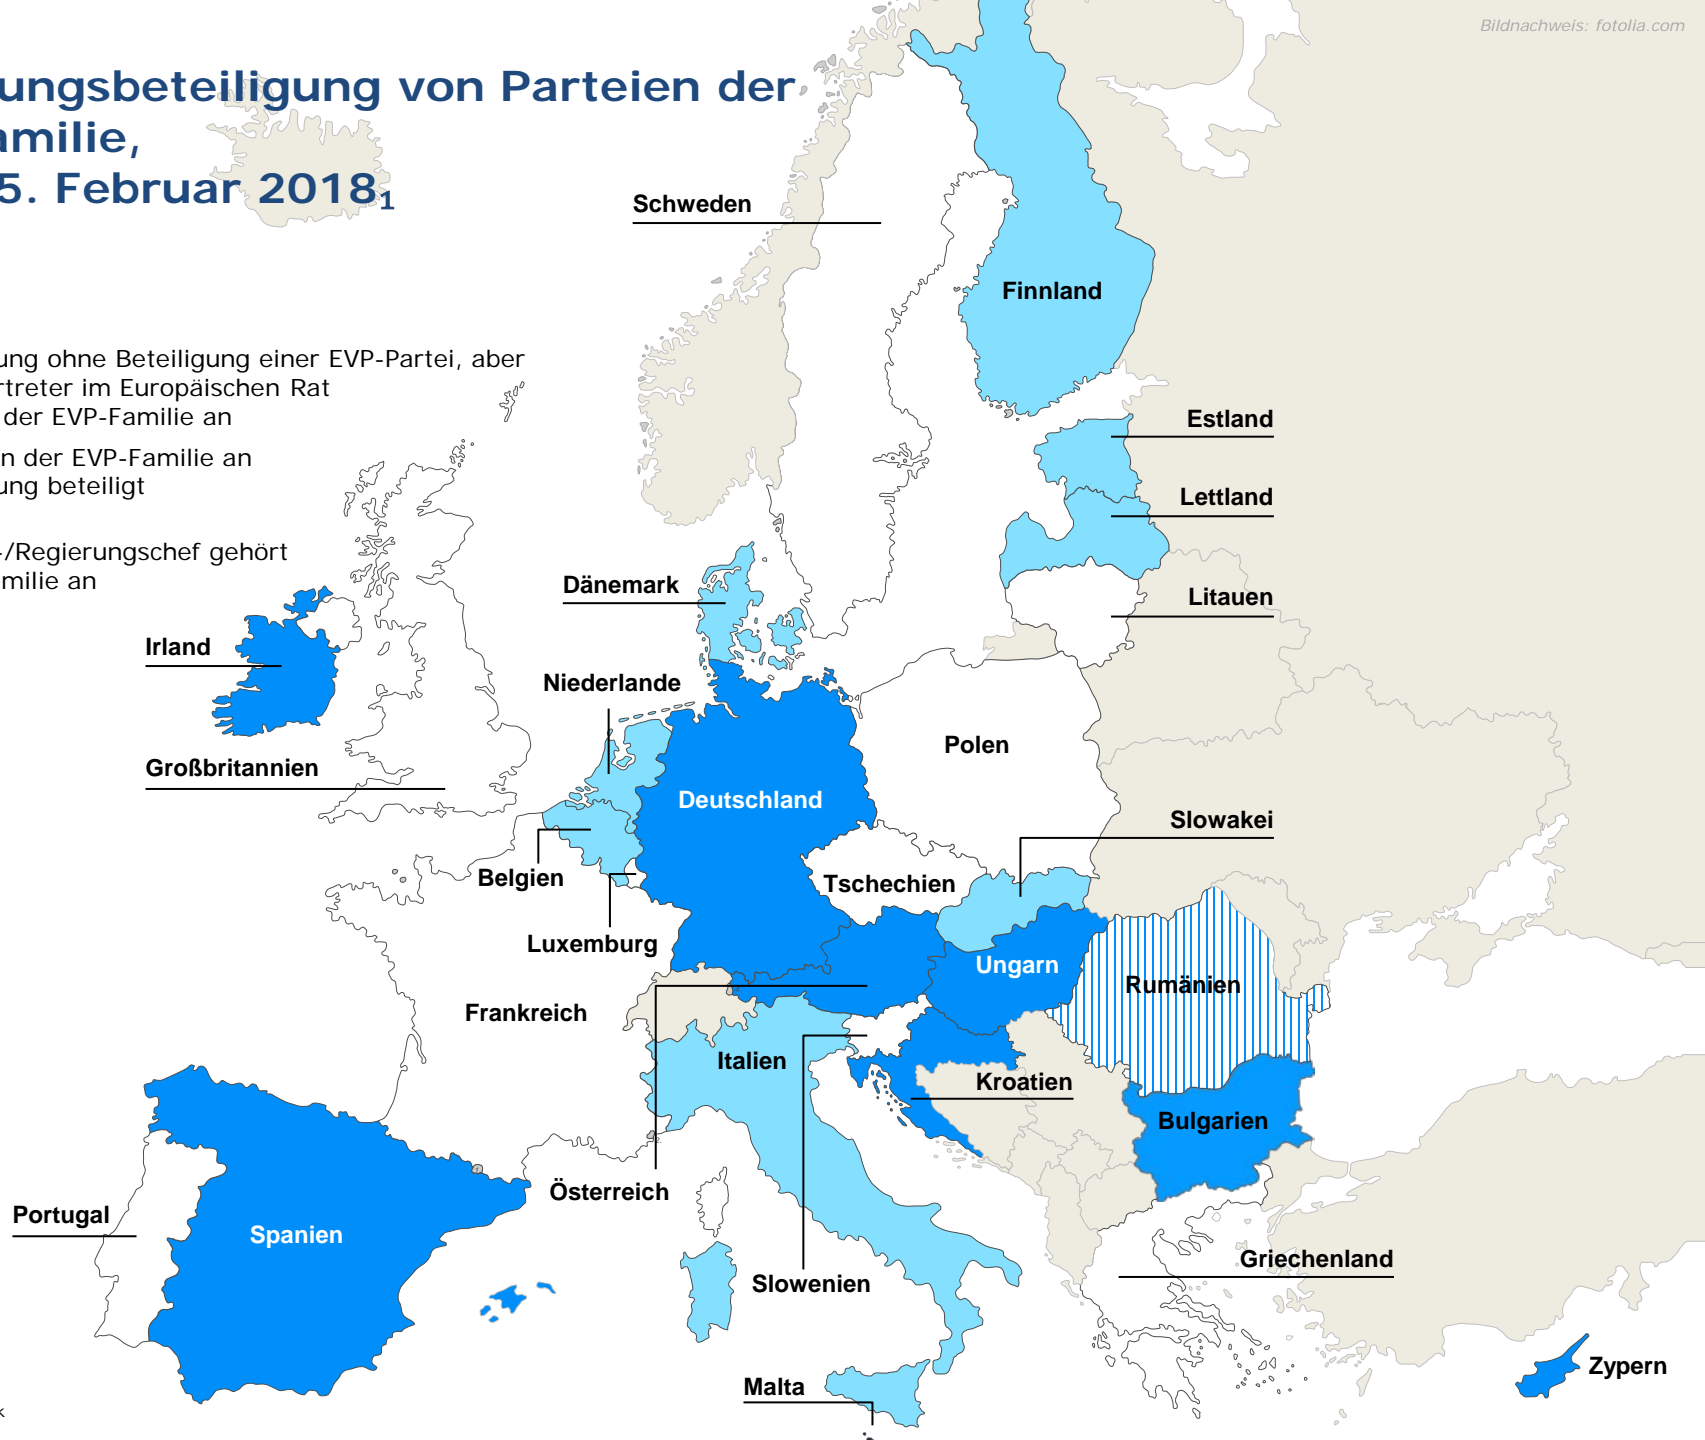 Bildnachweis: fotolia.com
ungsbeteiligung von Parteien der
amilie,
5. Februar 2018₁
Schweden
Finnland
ung ohne Beteiligung einer EVP-Partei, aber
rtreter im Europäischen Rat
der EVP-Familie an
Estland
n der EVP-Familie an
ung beteiligt
Lettland
-/Regierungschef gehört
milie an
Dänemark
Litauen
Irland
Niederlande
Polen
Großbritannien
Deutschland
Slowakei
Belgien
Tschechien
Luxemburg
Ungarn
Rumänien
Frankreich
Italien
Kroatien
Bulgarien
Österreich
Portugal
Spanien
Griechenland
Slowenien
Zypern
Malta
k